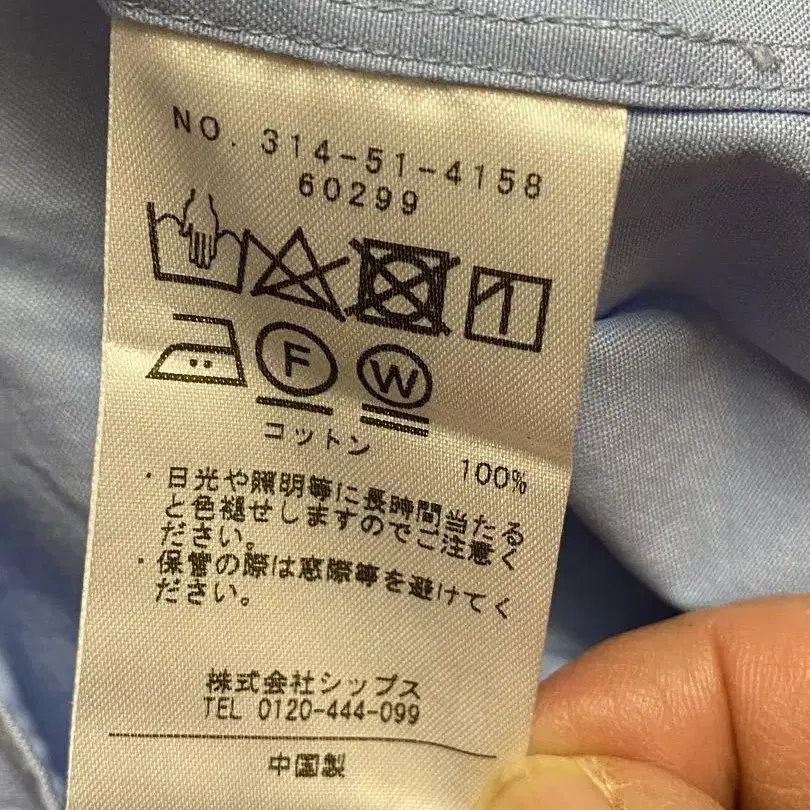 NO. 314-51-4158
60299
F
W
コットン
100%
・日光や照明等に長時間当たる
と色褪せしますのでご注意く
ださい。
・保管の際は窓際等を避けてく
ださい。
株式会社シップス
TEL 0120-444-099
中国製